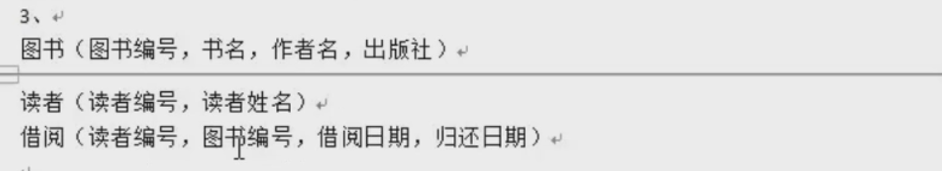 3、
图书（图书编号，书名，作者名，出版社）
读者（读者编号，读者姓名）
借阅（读者编号，图书编号，借阅日期，归还日期）